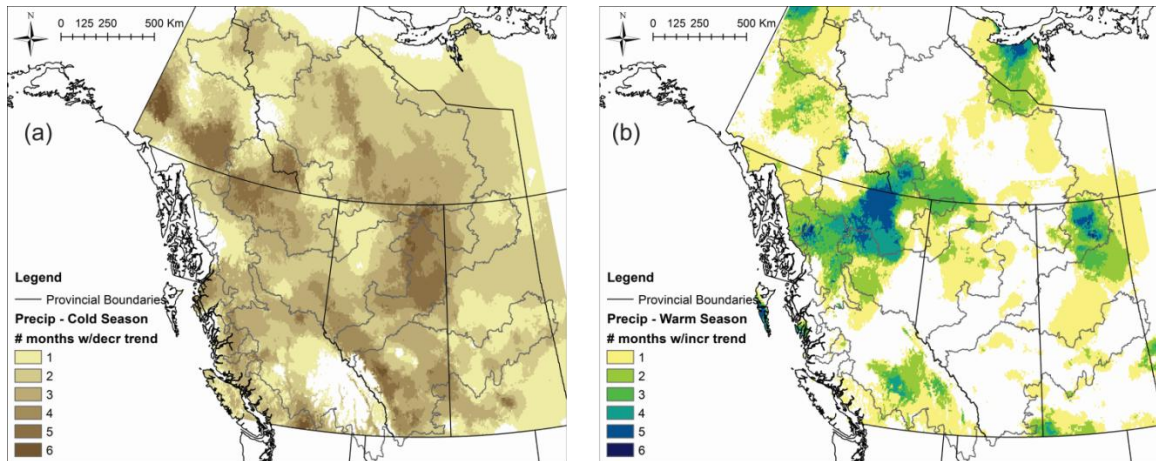 N
0 125 250 500 Km
(a)
Legend
Provincial Boundaries
Precip - Cold Season
# months w/decr trend
1
2
3
4
5
6
N
0 125 250 500 Km
(b)
Legend
Provincial Boundaries
Precip - Warm Season
# months w/incr trend
1
2
3
4
5
6